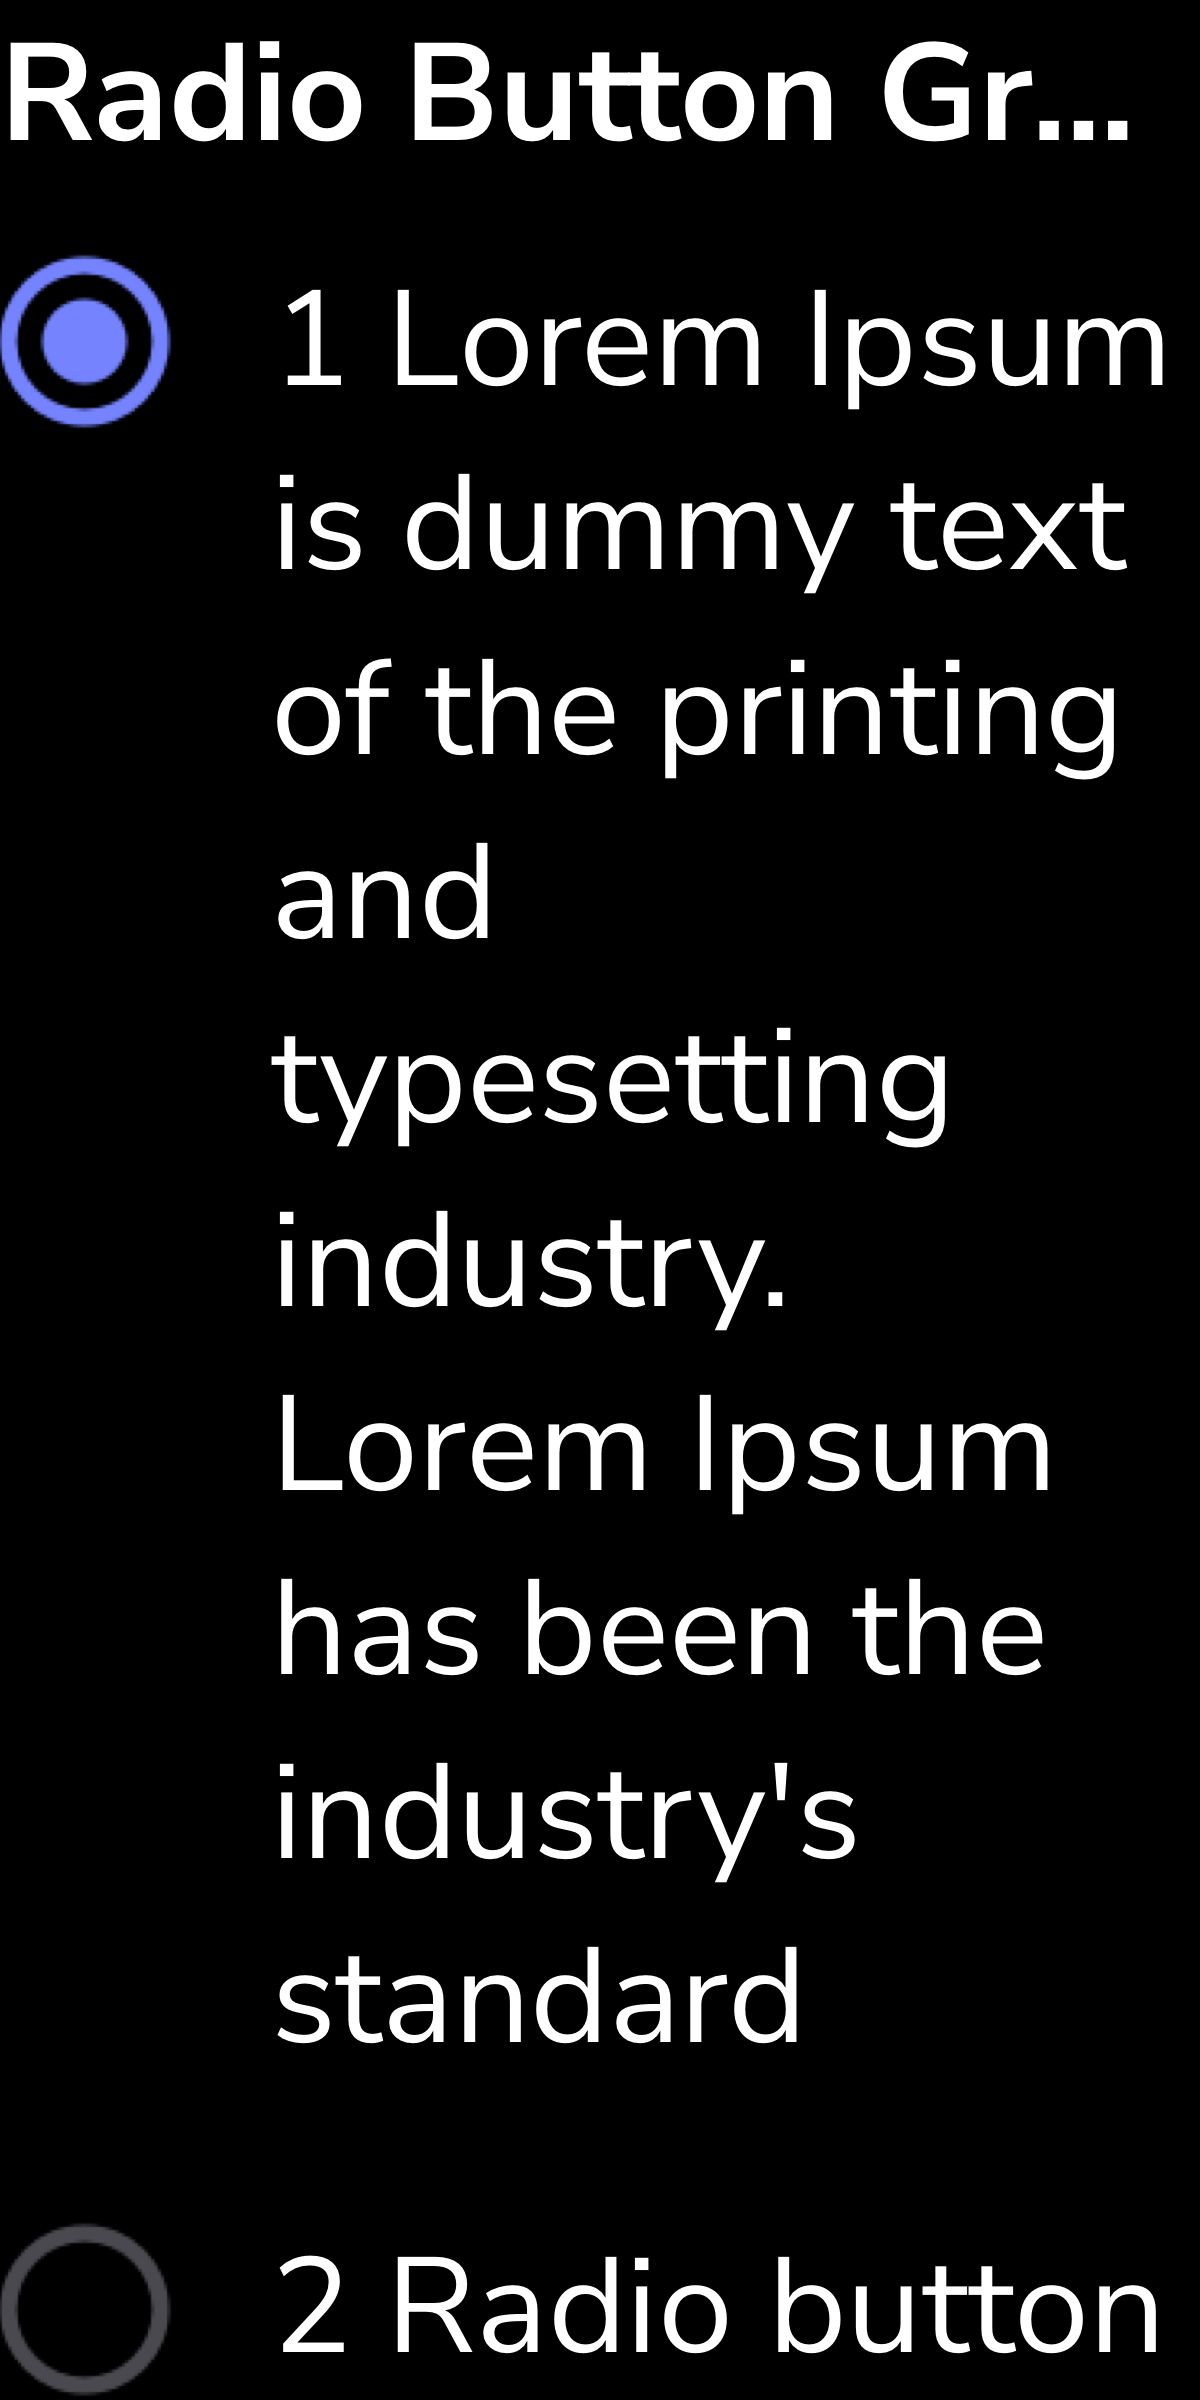 Radio Button Gr...
1 Lorem Ipsum
is dummy text
of the printing
and
typesetting
industry.
Lorem Ipsum
has been the
industry's
standard
2 Radio button